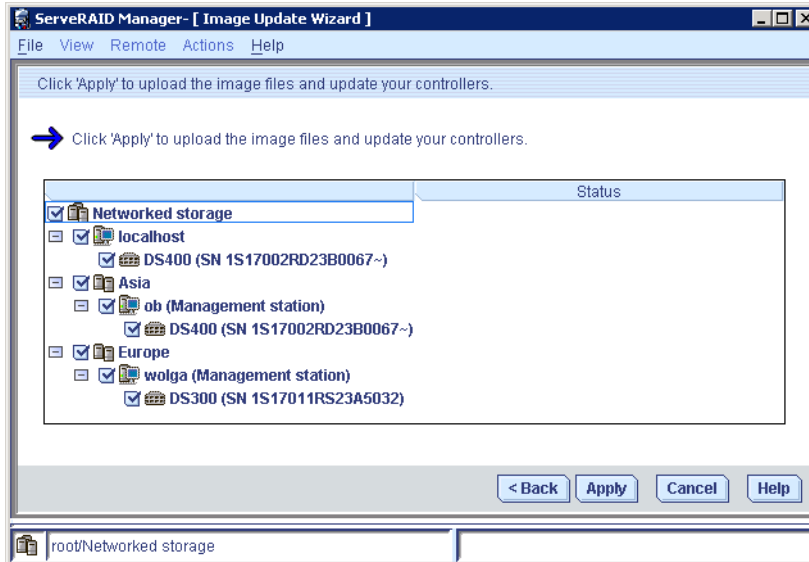 ServeRAID Manager- [ Image Update Wizard ]
File View Remote Actions Help
Click 'Apply' to upload the image files and update your controllers.
Click 'Apply' to upload the image files and update your controllers.
Status
Networked storage
localhost
DS400 (SN 1S17002RD23B0067~)
Asia
ob (Management station)
DS400 (SN 1S17002RD23B0067~)
Europe
wolga (Management station)
DS300 (SN 1S17011RS23A5032)
< Back Apply Cancel Help
root/Networked storage